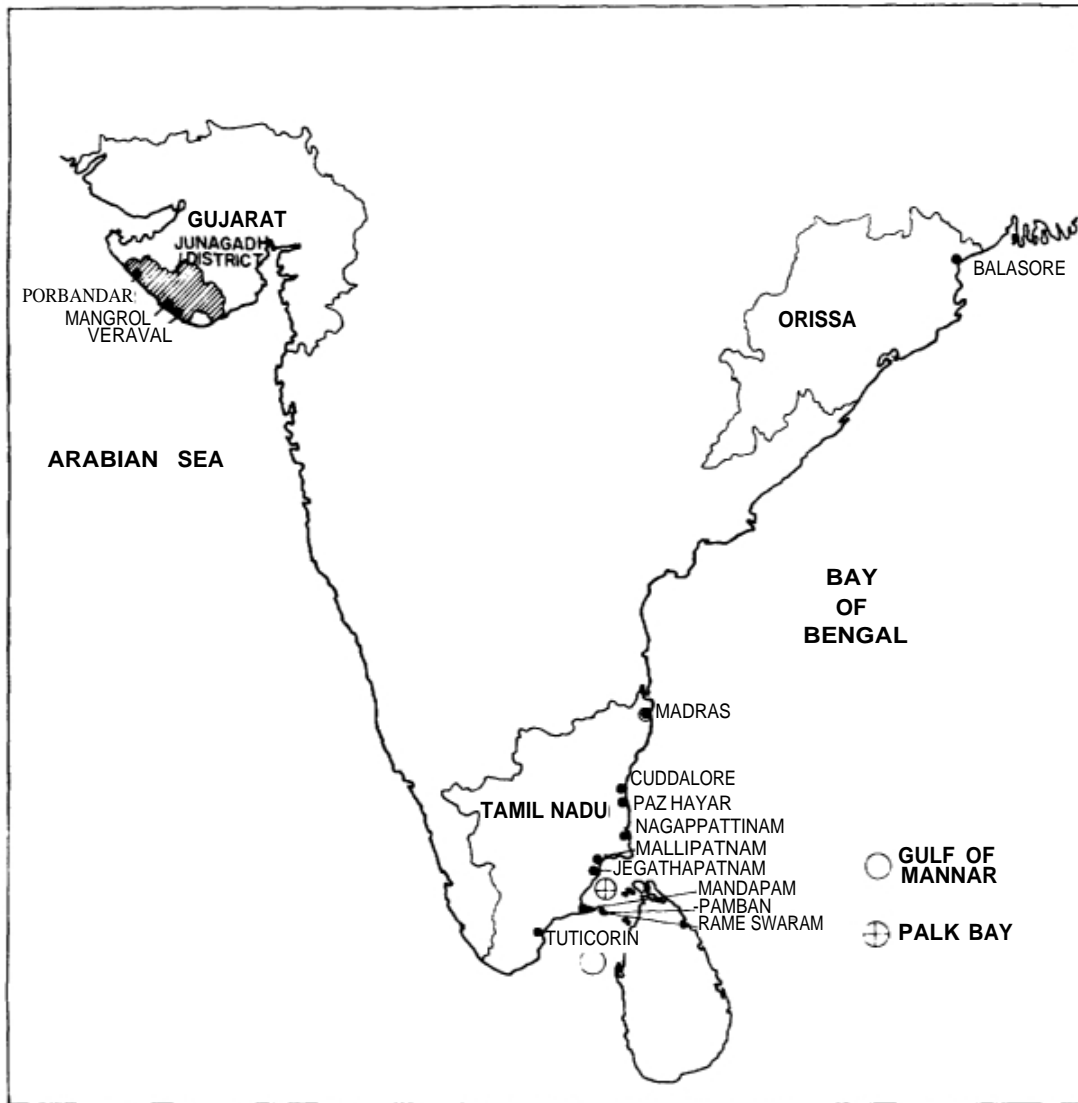 GUJARAT
JUNAGADH
DISTRICT
PORBANDAR
MANGROL
VERAVAL
BALASORE
ORISSA
ARABIAN SEA
BAY
OF
BENGAL
MADRAS
CUDDALORE
PAZ HAYAR
TAMIL NADU
NAGAPPATTINAM
MALLIPATNAM
JEGATHAPATNAM
MANDAPAM
-PAMBAN
RAME SWARAM
TUTICORIN
GULF OF
MANNAR
PALK BAY